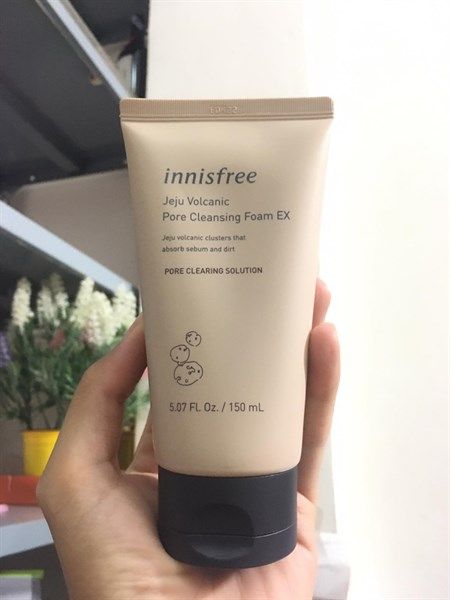 innisfree
Jeju Volcanic
Pore Cleansing Foam EX
Jeju volcanic clusters that
absorb sebum and dirt
PORE CLEARING SOLUTION
5.07 FL. Oz. / 150 mL